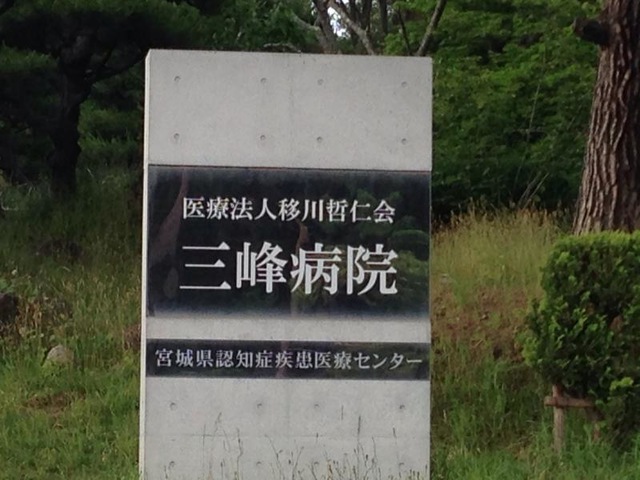 医療法人移川哲仁会
三峰病院
宮城県認知症疾患医療センター